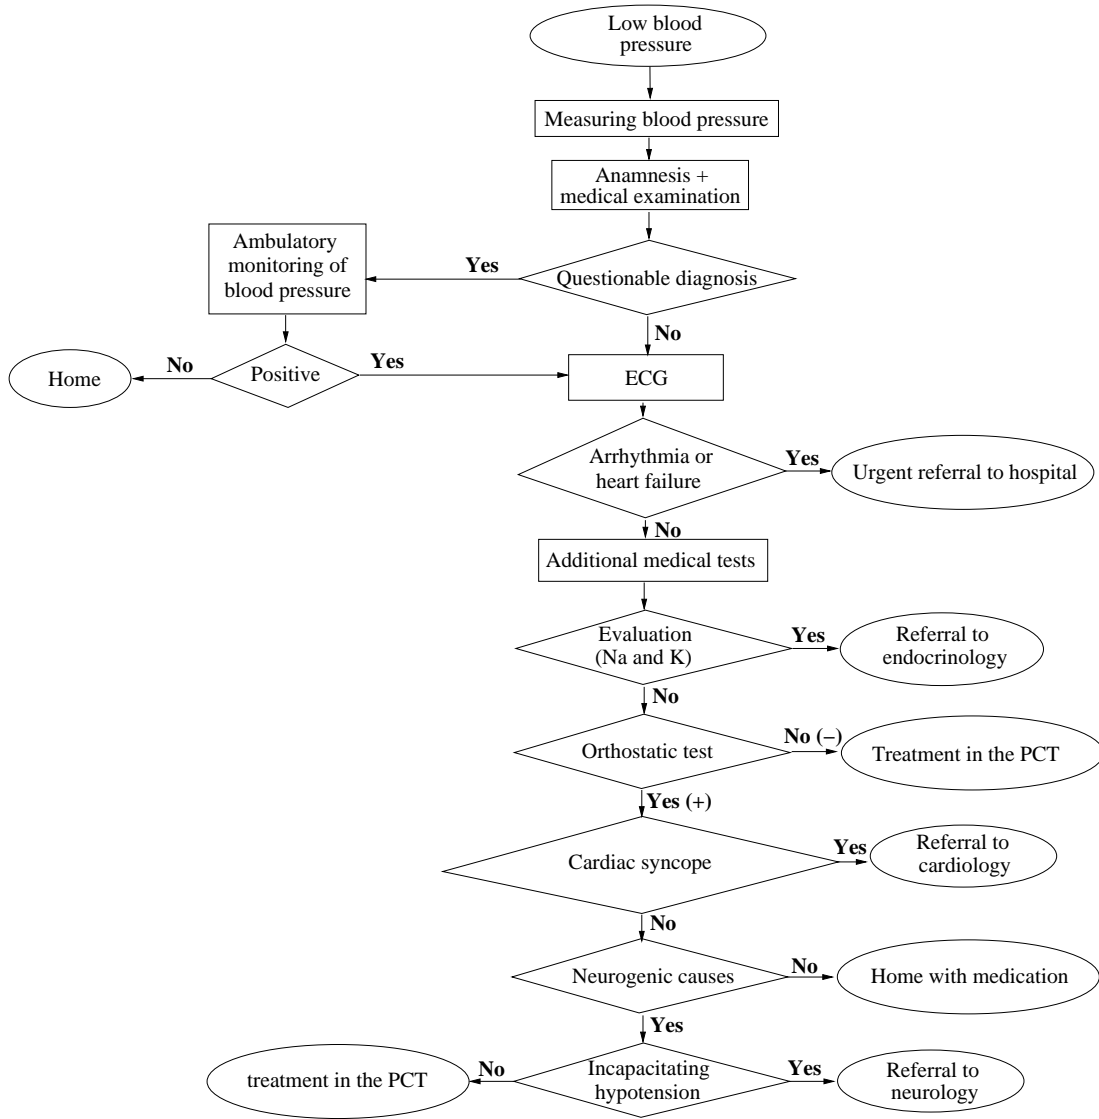 Low blood
pressure
Measuring blood pressure
Anamnesis +
medical examination
Ambulatory
monitoring of
blood pressure
Yes
Questionable diagnosis
No
Home
No
Positive
Yes
ECG
Arrhythmia or
heart failure
Yes
Urgent referral to hospital
No
Additional medical tests
Evaluation
(Na and K)
Yes
Referral to
endocrinology
No
Orthostatic test
No (–)
Treatment in the PCT
Yes (+)
Cardiac syncope
Yes
Referral to
cardiology
No
Neurogenic causes
No
Home with medication
Yes
treatment in the PCT
No
Incapacitating
hypotension
Yes
Referral to
neurology